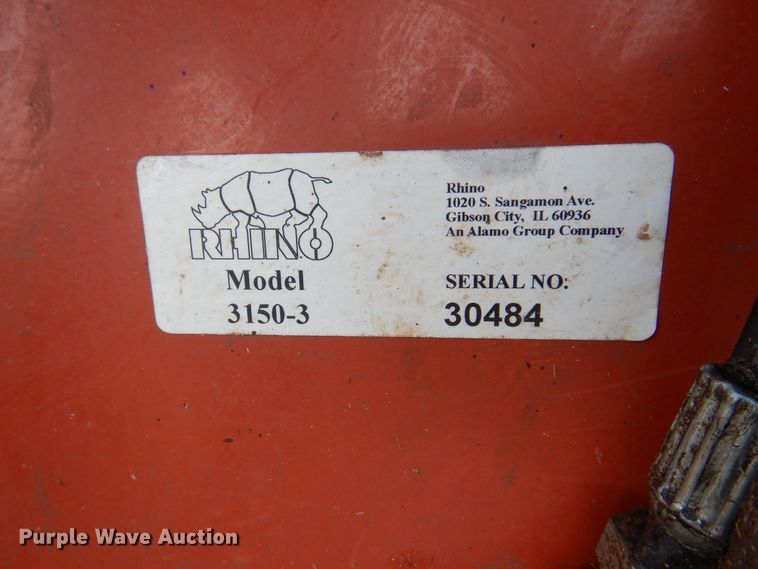 RHINO
Model
3150-3
Rhino
1020 S. Sangamon Ave.
Gibson City, IL 60936
An Alamo Group Company
SERIAL NO:
30484
Purple Wave Auction